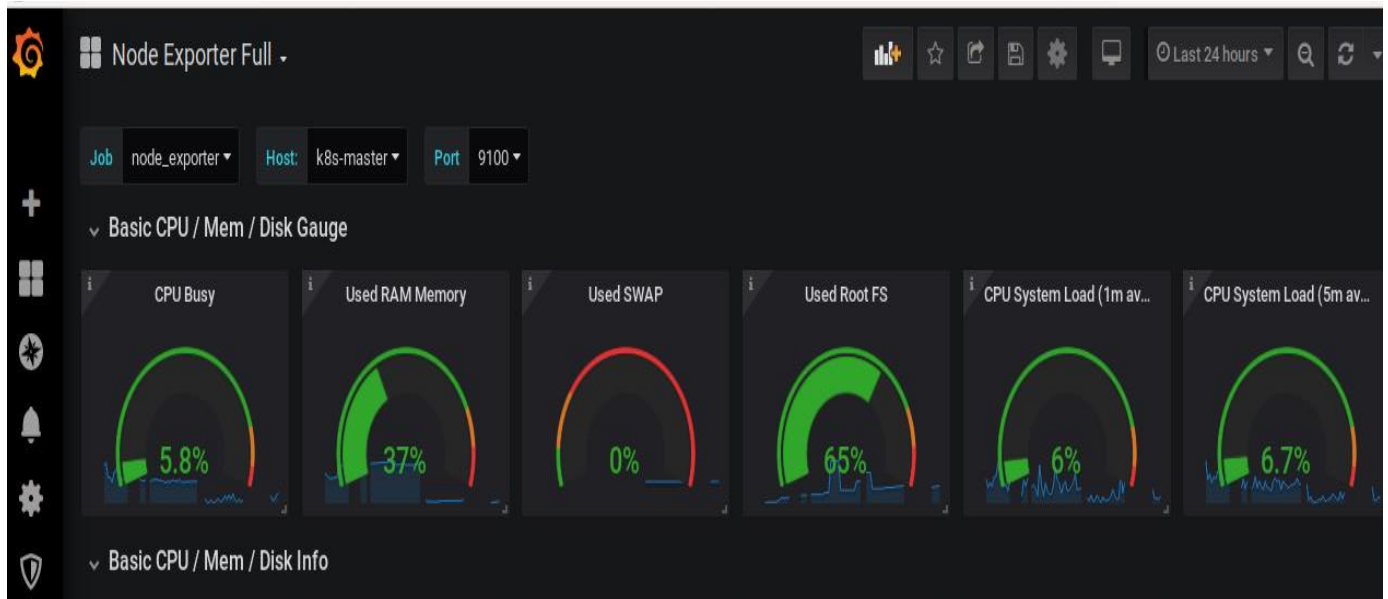 Node Exporter Full
Last 24 hours
Job node_exporter Host: k8s-master Port 9100
Basic CPU / Mem / Disk Gauge
CPU Busy Used RAM Memory Used SWAP Used Root FS CPU System Load (1m av... CPU System Load (5m av...
5.8% 37% 0% 65% 6% 6.7%
Basic CPU / Mem / Disk Info